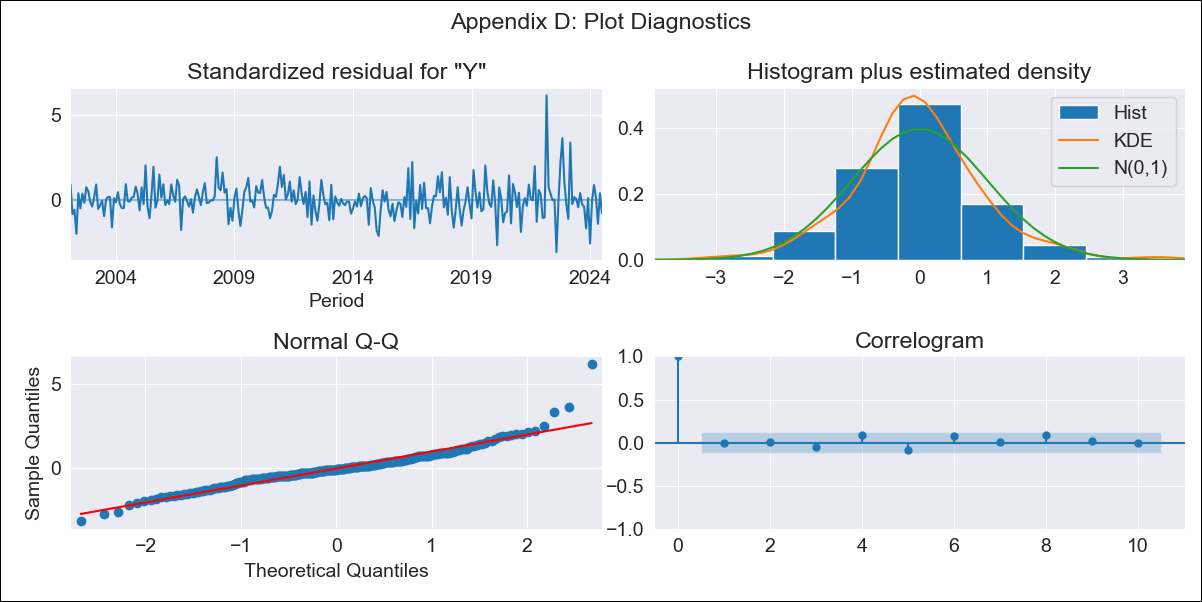 Appendix D: Plot Diagnostics
Standardized residual for "Y"
5
0
2004 2009 2014 2019 2024
Period
Histogram plus estimated density
0.4
0.2
0.0
Hist
KDE
N(0,1)
−3 −2 −1 0 1 2 3
Normal Q-Q
Sample Quantiles
5
0
−2 −1 0 1 2
Theoretical Quantiles
Correlogram
1.0
0.5
0.0
−0.5
−1.0
0 2 4 6 8 10